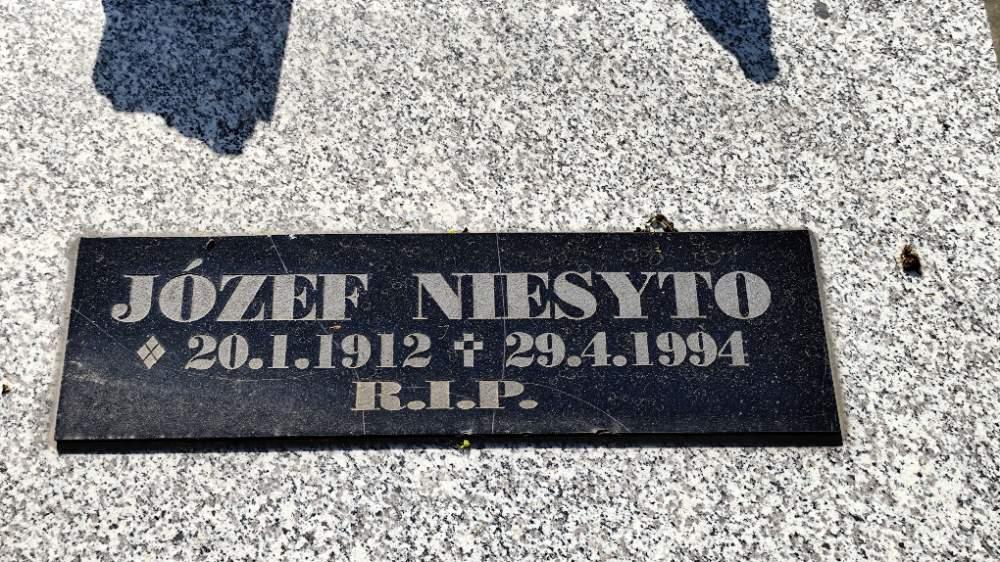 JÓZEF NIESYTO
20.1.1912 ✝ 29.4.1994
R.I.P.